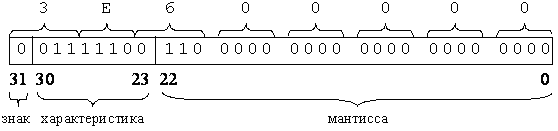 3 E 6 0 0 0 0 0
0 01111100 110 0000 0000 0000 0000 0000
31 30 23 22 0
знак характеристика мантисса